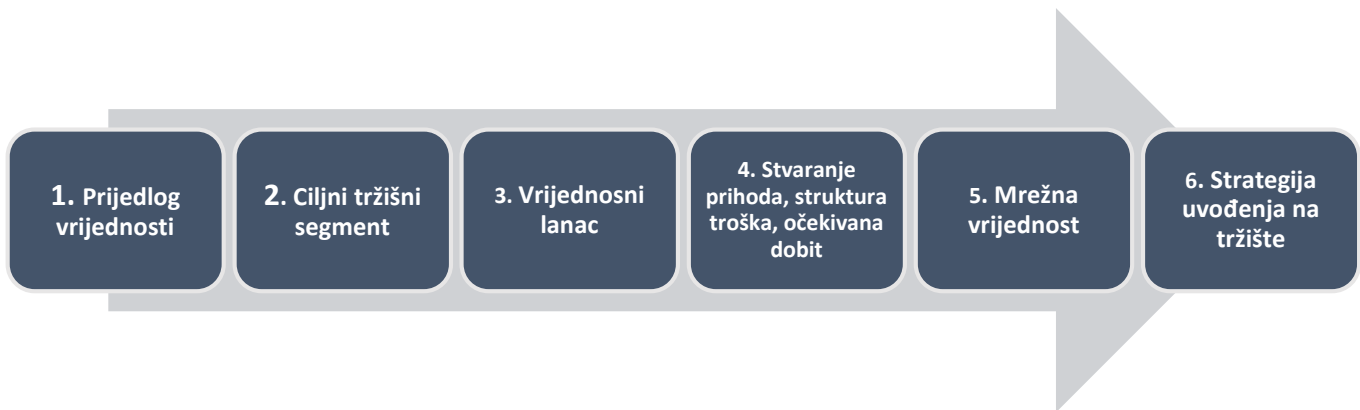 1. Prijedlog
vrijednosti
2. Ciljni tržišni
segment
3. Vrijednosni
lanac
4. Stvaranje
prihoda, struktura
troška, očekivana
dobit
5. Mrežna
vrijednost
6. Strategija
uvođenja na
tržište